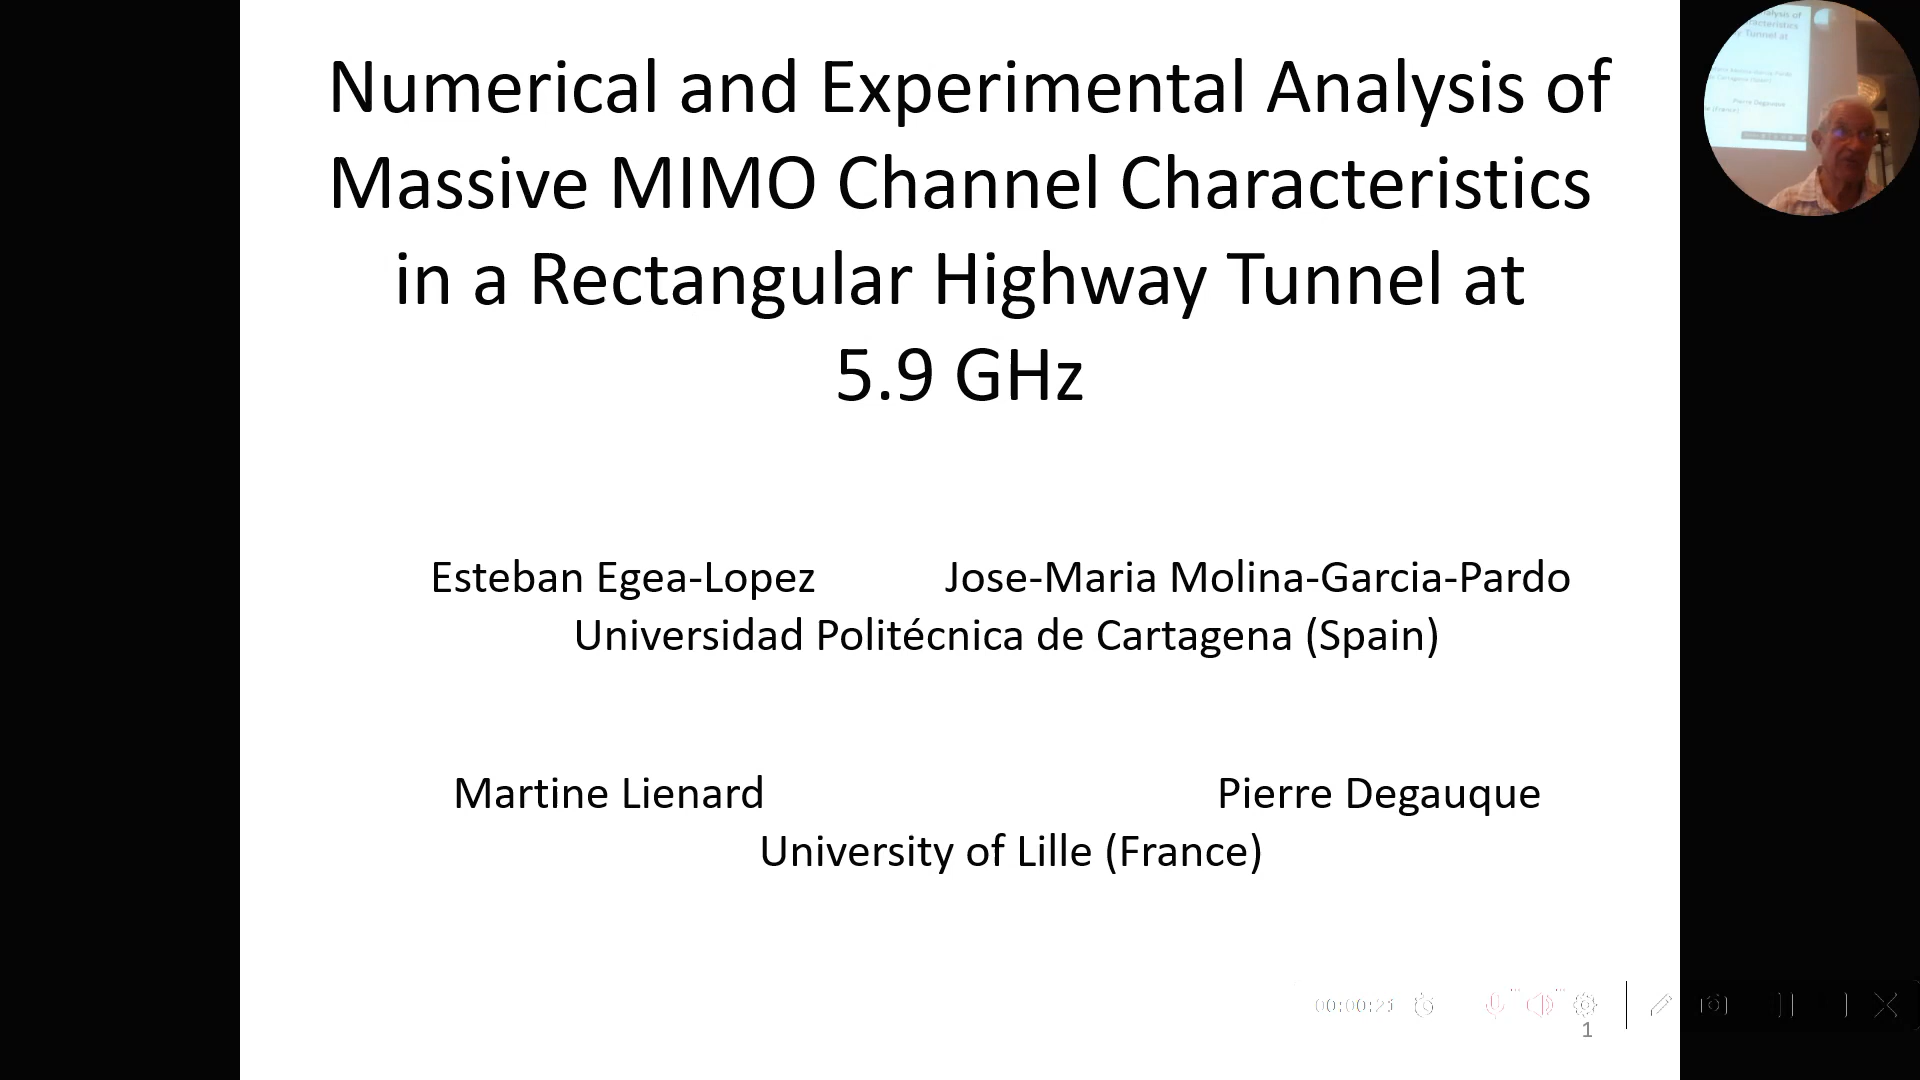 Numerical and Experimental Analysis of
Massive MIMO Channel Characteristics
in a Rectangular Highway Tunnel at
5.9 GHz
Esteban Egea-Lopez Jose-Maria Molina-Garcia-Pardo
Universidad Politécnica de Cartagena (Spain)
Martine Lienard Pierre Degauque
University of Lille (France)
00:00:21
1